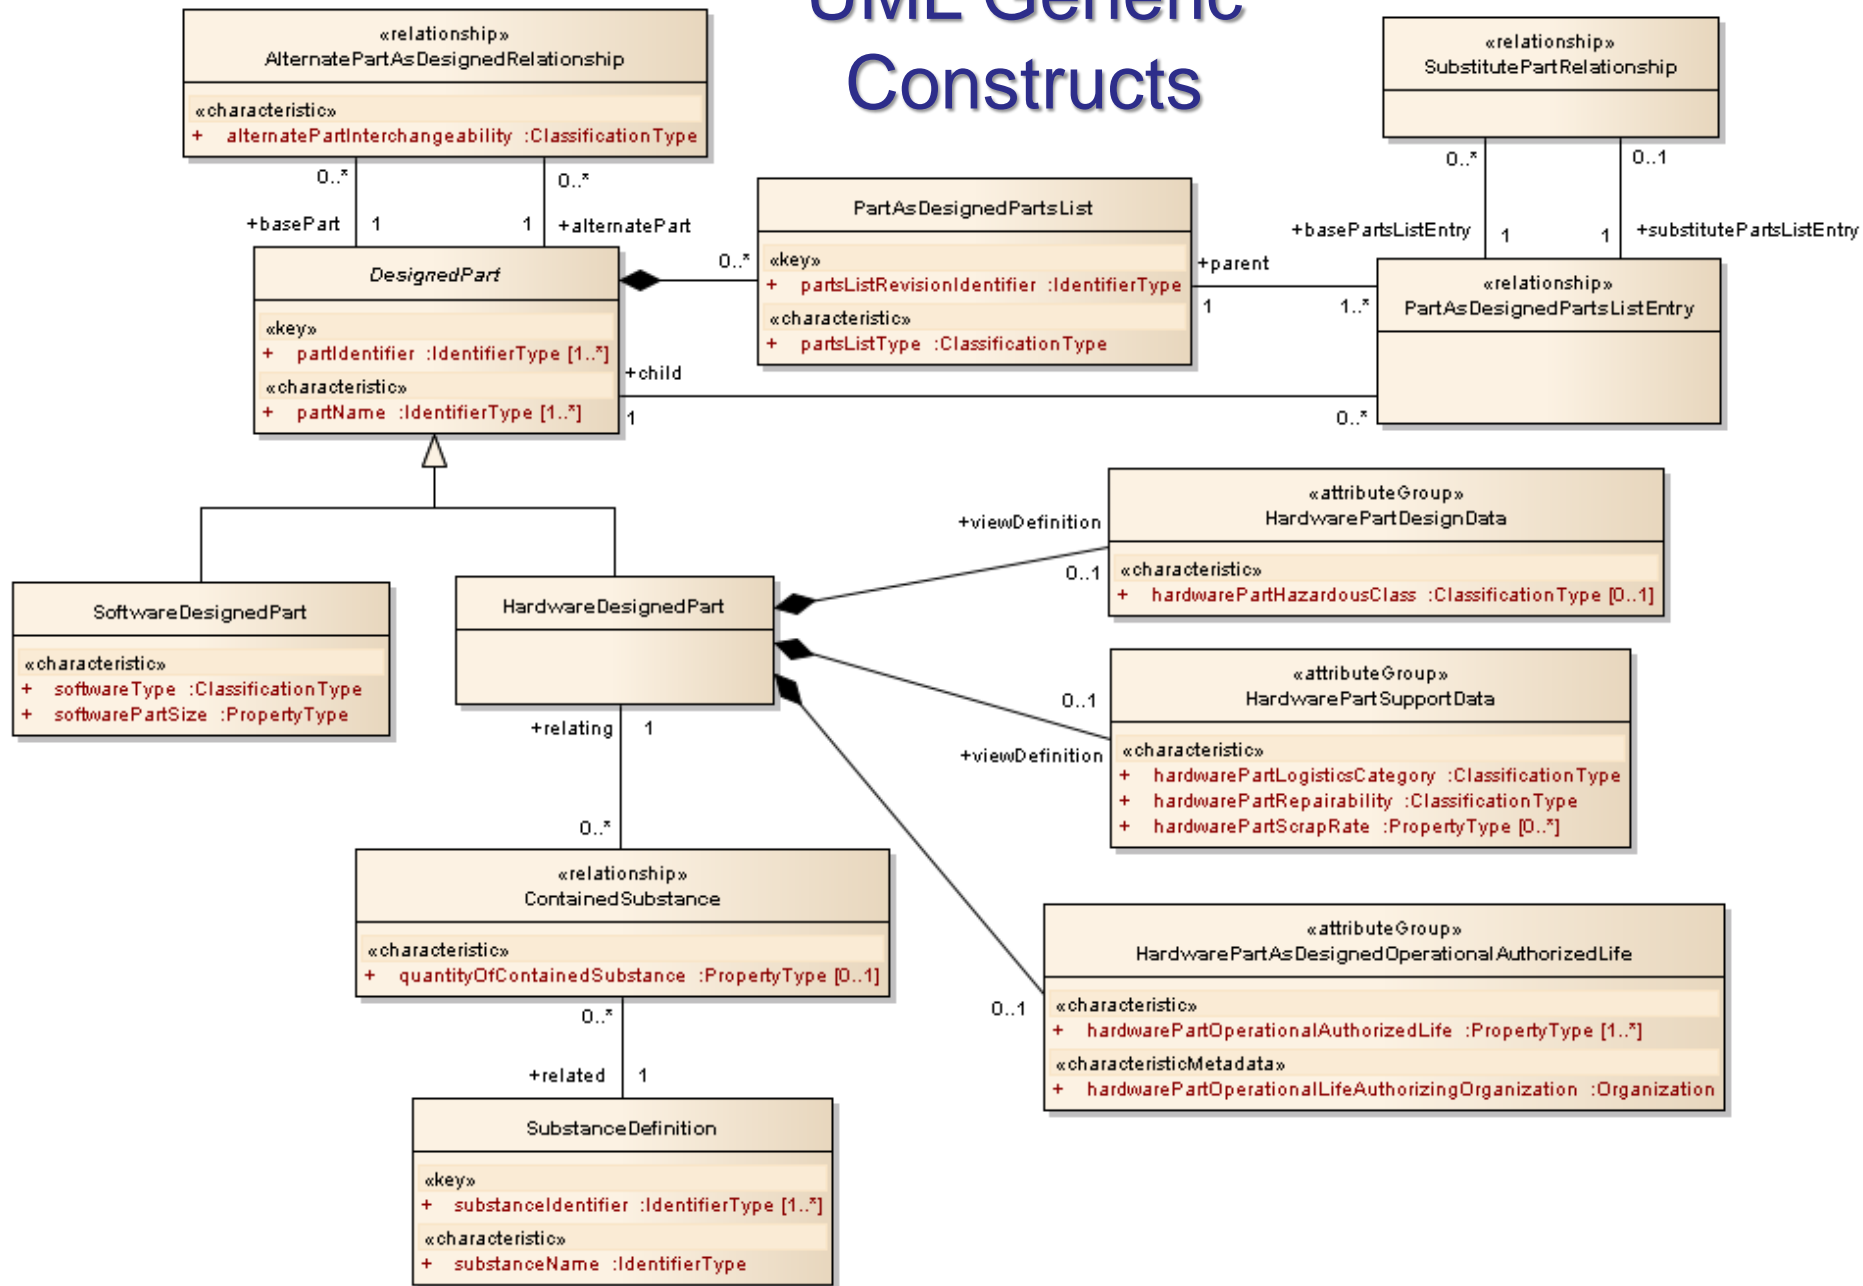 UML Generic
Constructs
«relationship»
AlternatePartAsDesignedRelationship
«characteristic»
+ alternatePartInterchangeability :ClassificationType
0..*
0..*
+basePart
1
1
+alternatePart
«relationship»
SubstitutePartRelationship
0..*
0..1
+basePartsListEntry
1
1
+substitutePartsListEntry
PartAsDesignedPartsList
«key»
+ partsListRevisionIdentifier :IdentifierType
«characteristic»
+ partsListType :ClassificationType
0..*
+parent
1
1..*
DesignedPart
«key»
+ partIdentifier :IdentifierType [1..*]
«characteristic»
+ partName :IdentifierType [1..*]
+child
1
0..*
«relationship»
PartAsDesignedPartsListEntry
SoftwareDesignedPart
«characteristic»
+ softwareType :ClassificationType
+ softwarePartSize :PropertyType
HardwareDesignedPart
+viewDefinition
0..1
«attributeGroup»
HardwarePartDesignData
«characteristic»
+ hardwarePartHazardousClass :ClassificationType [0..1]
0..1
+viewDefinition
«attributeGroup»
HardwarePartSupportData
«characteristic»
+ hardwarePartLogisticsCategory :ClassificationType
+ hardwarePartRepairability :ClassificationType
+ hardwarePartScrapRate :PropertyType [0..*]
+relating
1
0..*
«relationship»
ContainedSubstance
«characteristic»
+ quantityOfContainedSubstance :PropertyType [0..1]
0..*
+related
1
0..1
«attributeGroup»
HardwarePartAsDesignedOperationalAuthorizedLife
«characteristic»
+ hardwarePartOperationalAuthorizedLife :PropertyType [1..*]
«characteristicMetadata»
+ hardwarePartOperationalLifeAuthorizingOrganization :Organization
SubstanceDefinition
«key»
+ substanceIdentifier :IdentifierType [1..*]
«characteristic»
+ substanceName :IdentifierType